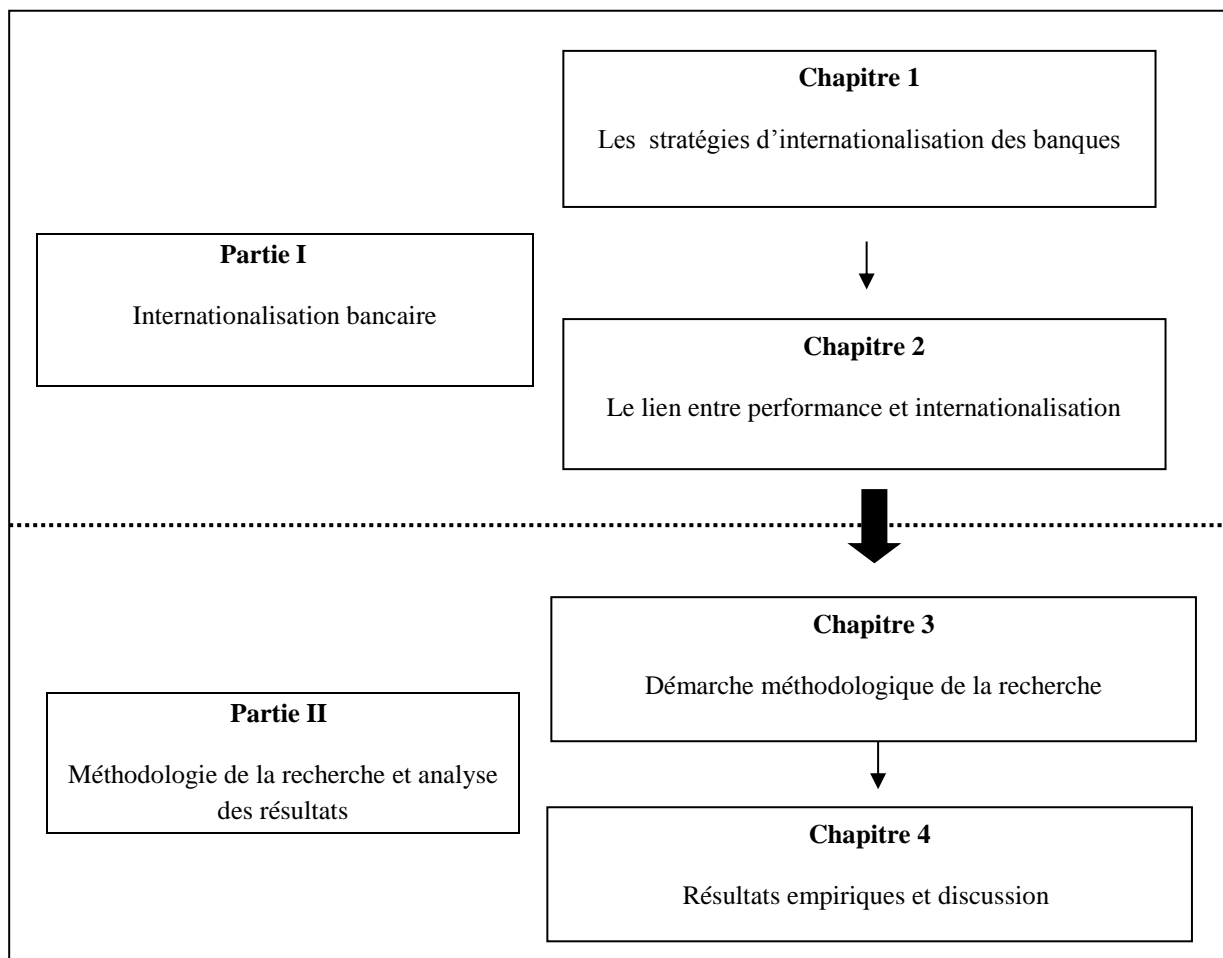 Chapitre 1
Les stratégies d’internationalisation des banques
Partie I
Internationalisation bancaire
Chapitre 2
Le lien entre performance et internationalisation
Chapitre 3
Démarche méthodologique de la recherche
Partie II
Méthodologie de la recherche et analyse
des résultats
Chapitre 4
Résultats empiriques et discussion